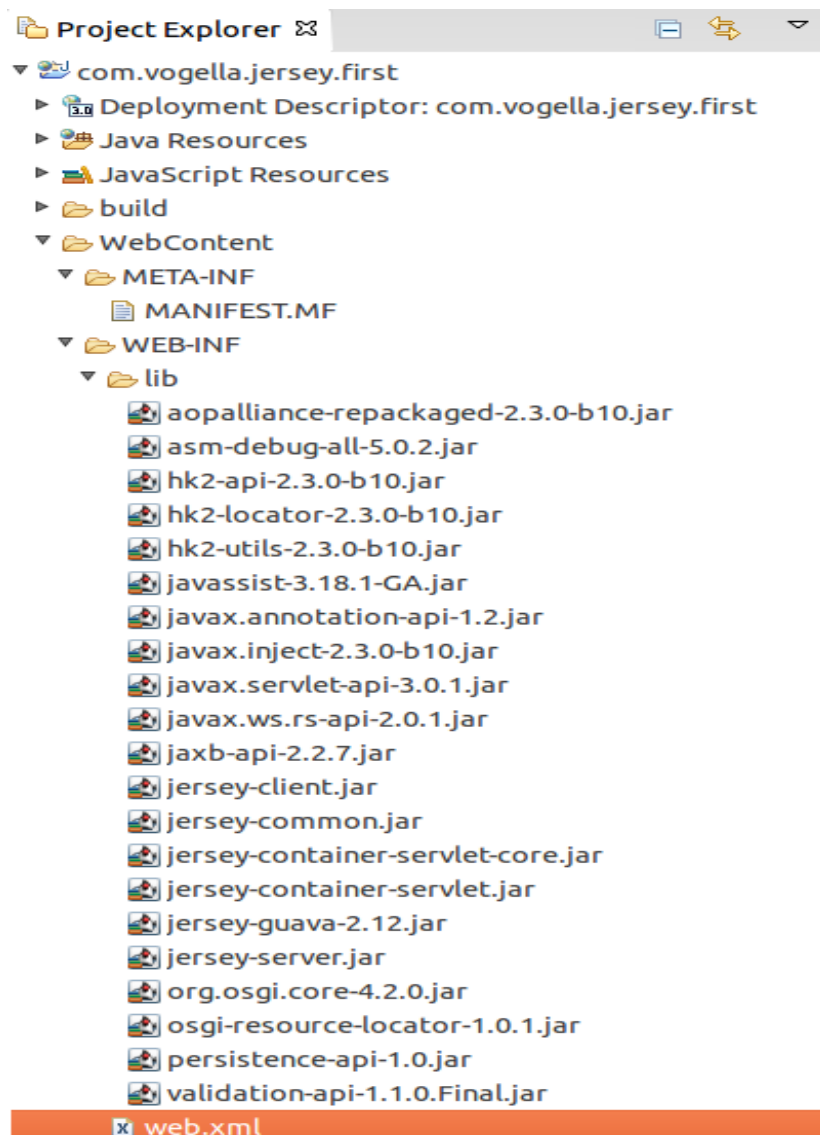 Project Explorer
com.vogella.jersey.first
3.0 Deployment Descriptor: com.vogella.jersey.first
Java Resources
JavaScript Resources
build
WebContent
META-INF
MANIFEST.MF
WEB-INF
lib
aopalliance-repackaged-2.3.0-b10.jar
asm-debug-all-5.0.2.jar
hk2-api-2.3.0-b10.jar
hk2-locator-2.3.0-b10.jar
hk2-utils-2.3.0-b10.jar
javassist-3.18.1-GA.jar
javax.annotation-api-1.2.jar
javax.inject-2.3.0-b10.jar
javax.servlet-api-3.0.1.jar
javax.ws.rs-api-2.0.1.jar
jaxb-api-2.2.7.jar
jersey-client.jar
jersey-common.jar
jersey-container-servlet-core.jar
jersey-container-servlet.jar
jersey-guava-2.12.jar
jersey-server.jar
org.osgi.core-4.2.0.jar
osgi-resource-locator-1.0.1.jar
persistence-api-1.0.jar
validation-api-1.1.0.Final.jar
x web.xml